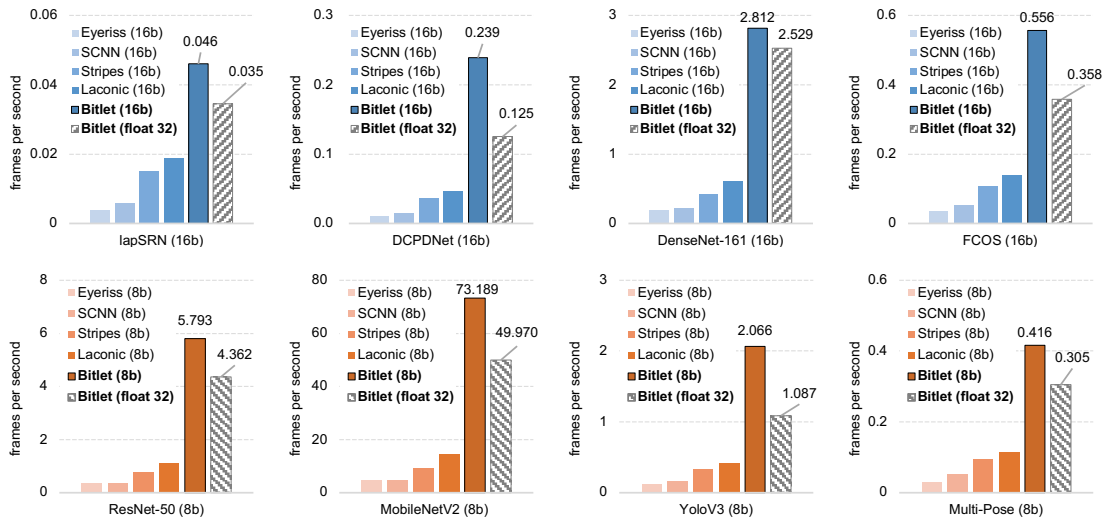 frames per second
0.06
0.04
0.02
0
Eyeriss (16b)
SCNN (16b)
Stripes (16b)
Laconic (16b)
Bitlet (16b)
Bitlet (float 32)
0.046
0.035
lapSRN (16b)
frames per second
0.3
0.2
0.1
0.0
Eyeriss (16b)
SCNN (16b)
Stripes (16b)
Laconic (16b)
Bitlet (16b)
Bitlet (float 32)
0.239
0.125
DCPDNet (16b)
frames per second
3
2
1
0
Eyeriss (16b)
SCNN (16b)
Stripes (16b)
Laconic (16b)
Bitlet (16b)
Bitlet (float 32)
2.812
2.529
DenseNet-161 (16b)
frames per second
0.6
0.4
0.2
0
Eyeriss (16b)
SCNN (16b)
Stripes (16b)
Laconic (16b)
Bitlet (16b)
Bitlet (float 32)
0.556
0.358
FCOS (16b)
frames per second
8
6
4
2
0
Eyeriss (8b)
SCNN (8b)
Stripes (8b)
Laconic (8b)
Bitlet (8b)
Bitlet (float 32)
5.793
4.362
ResNet-50 (8b)
frames per second
80
60
40
20
0
Eyeriss (8b)
SCNN (8b)
Stripes (8b)
Laconic (8b)
Bitlet (8b)
Bitlet (float 32)
73.189
49.970
MobileNetV2 (8b)
frames per second
3
2
1
0
Eyeriss (8b)
SCNN (8b)
Stripes (8b)
Laconic (8b)
Bitlet (8b)
Bitlet (float 32)
2.066
1.087
YoloV3 (8b)
frames per second
0.6
0.4
0.2
0
Eyeriss (8b)
SCNN (8b)
Stripes (8b)
Laconic (8b)
Bitlet (8b)
Bitlet (float 32)
0.416
0.305
Multi-Pose (8b)